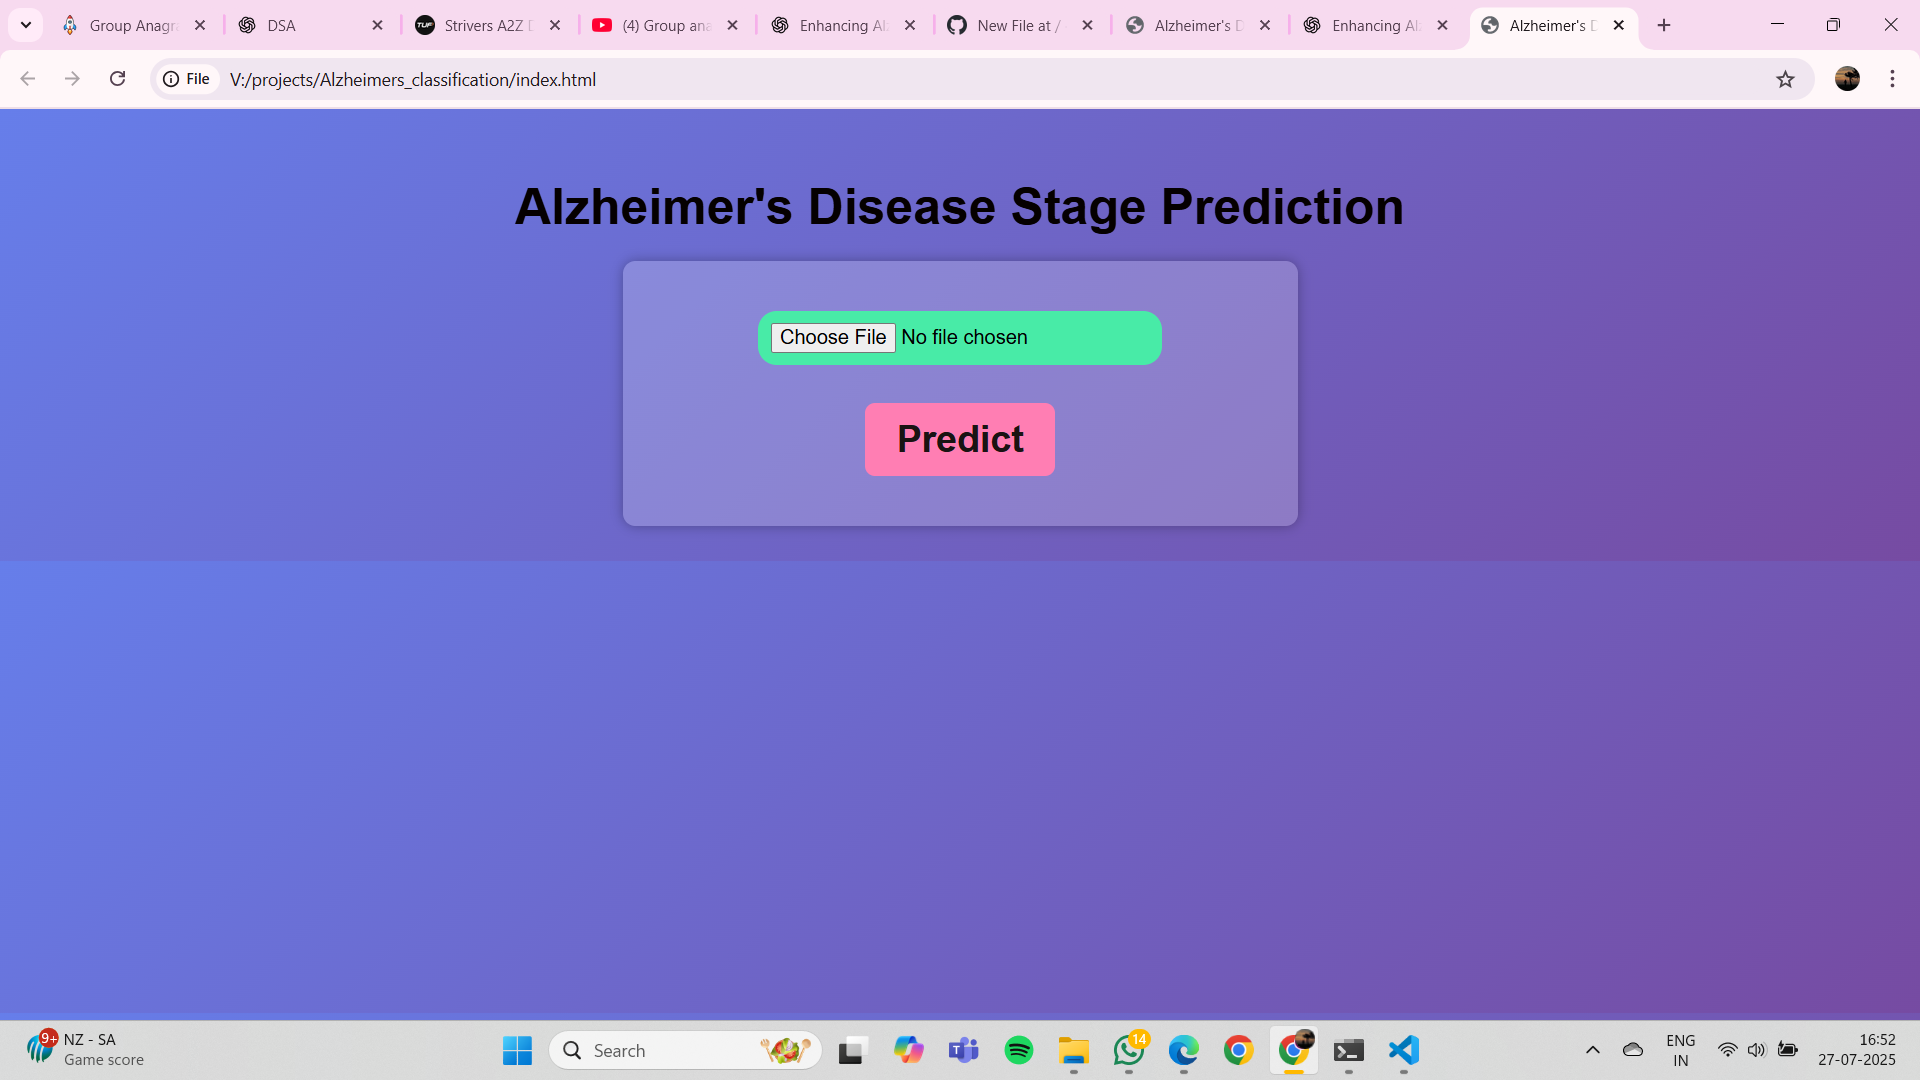 Group Anagr
DSA
Strivers A2Z D
(4) Group ana
Enhancing Al
New File at /
Alzheimer's D
Enhancing Al
Alzheimer's D
File
V:/projects/Alzheimers_classification/index.html
Alzheimer's Disease Stage Prediction
Choose File No file chosen
Predict
9+
NZ - SA
Game score
Search
14
ENG
IN
16:52
27-07-2025